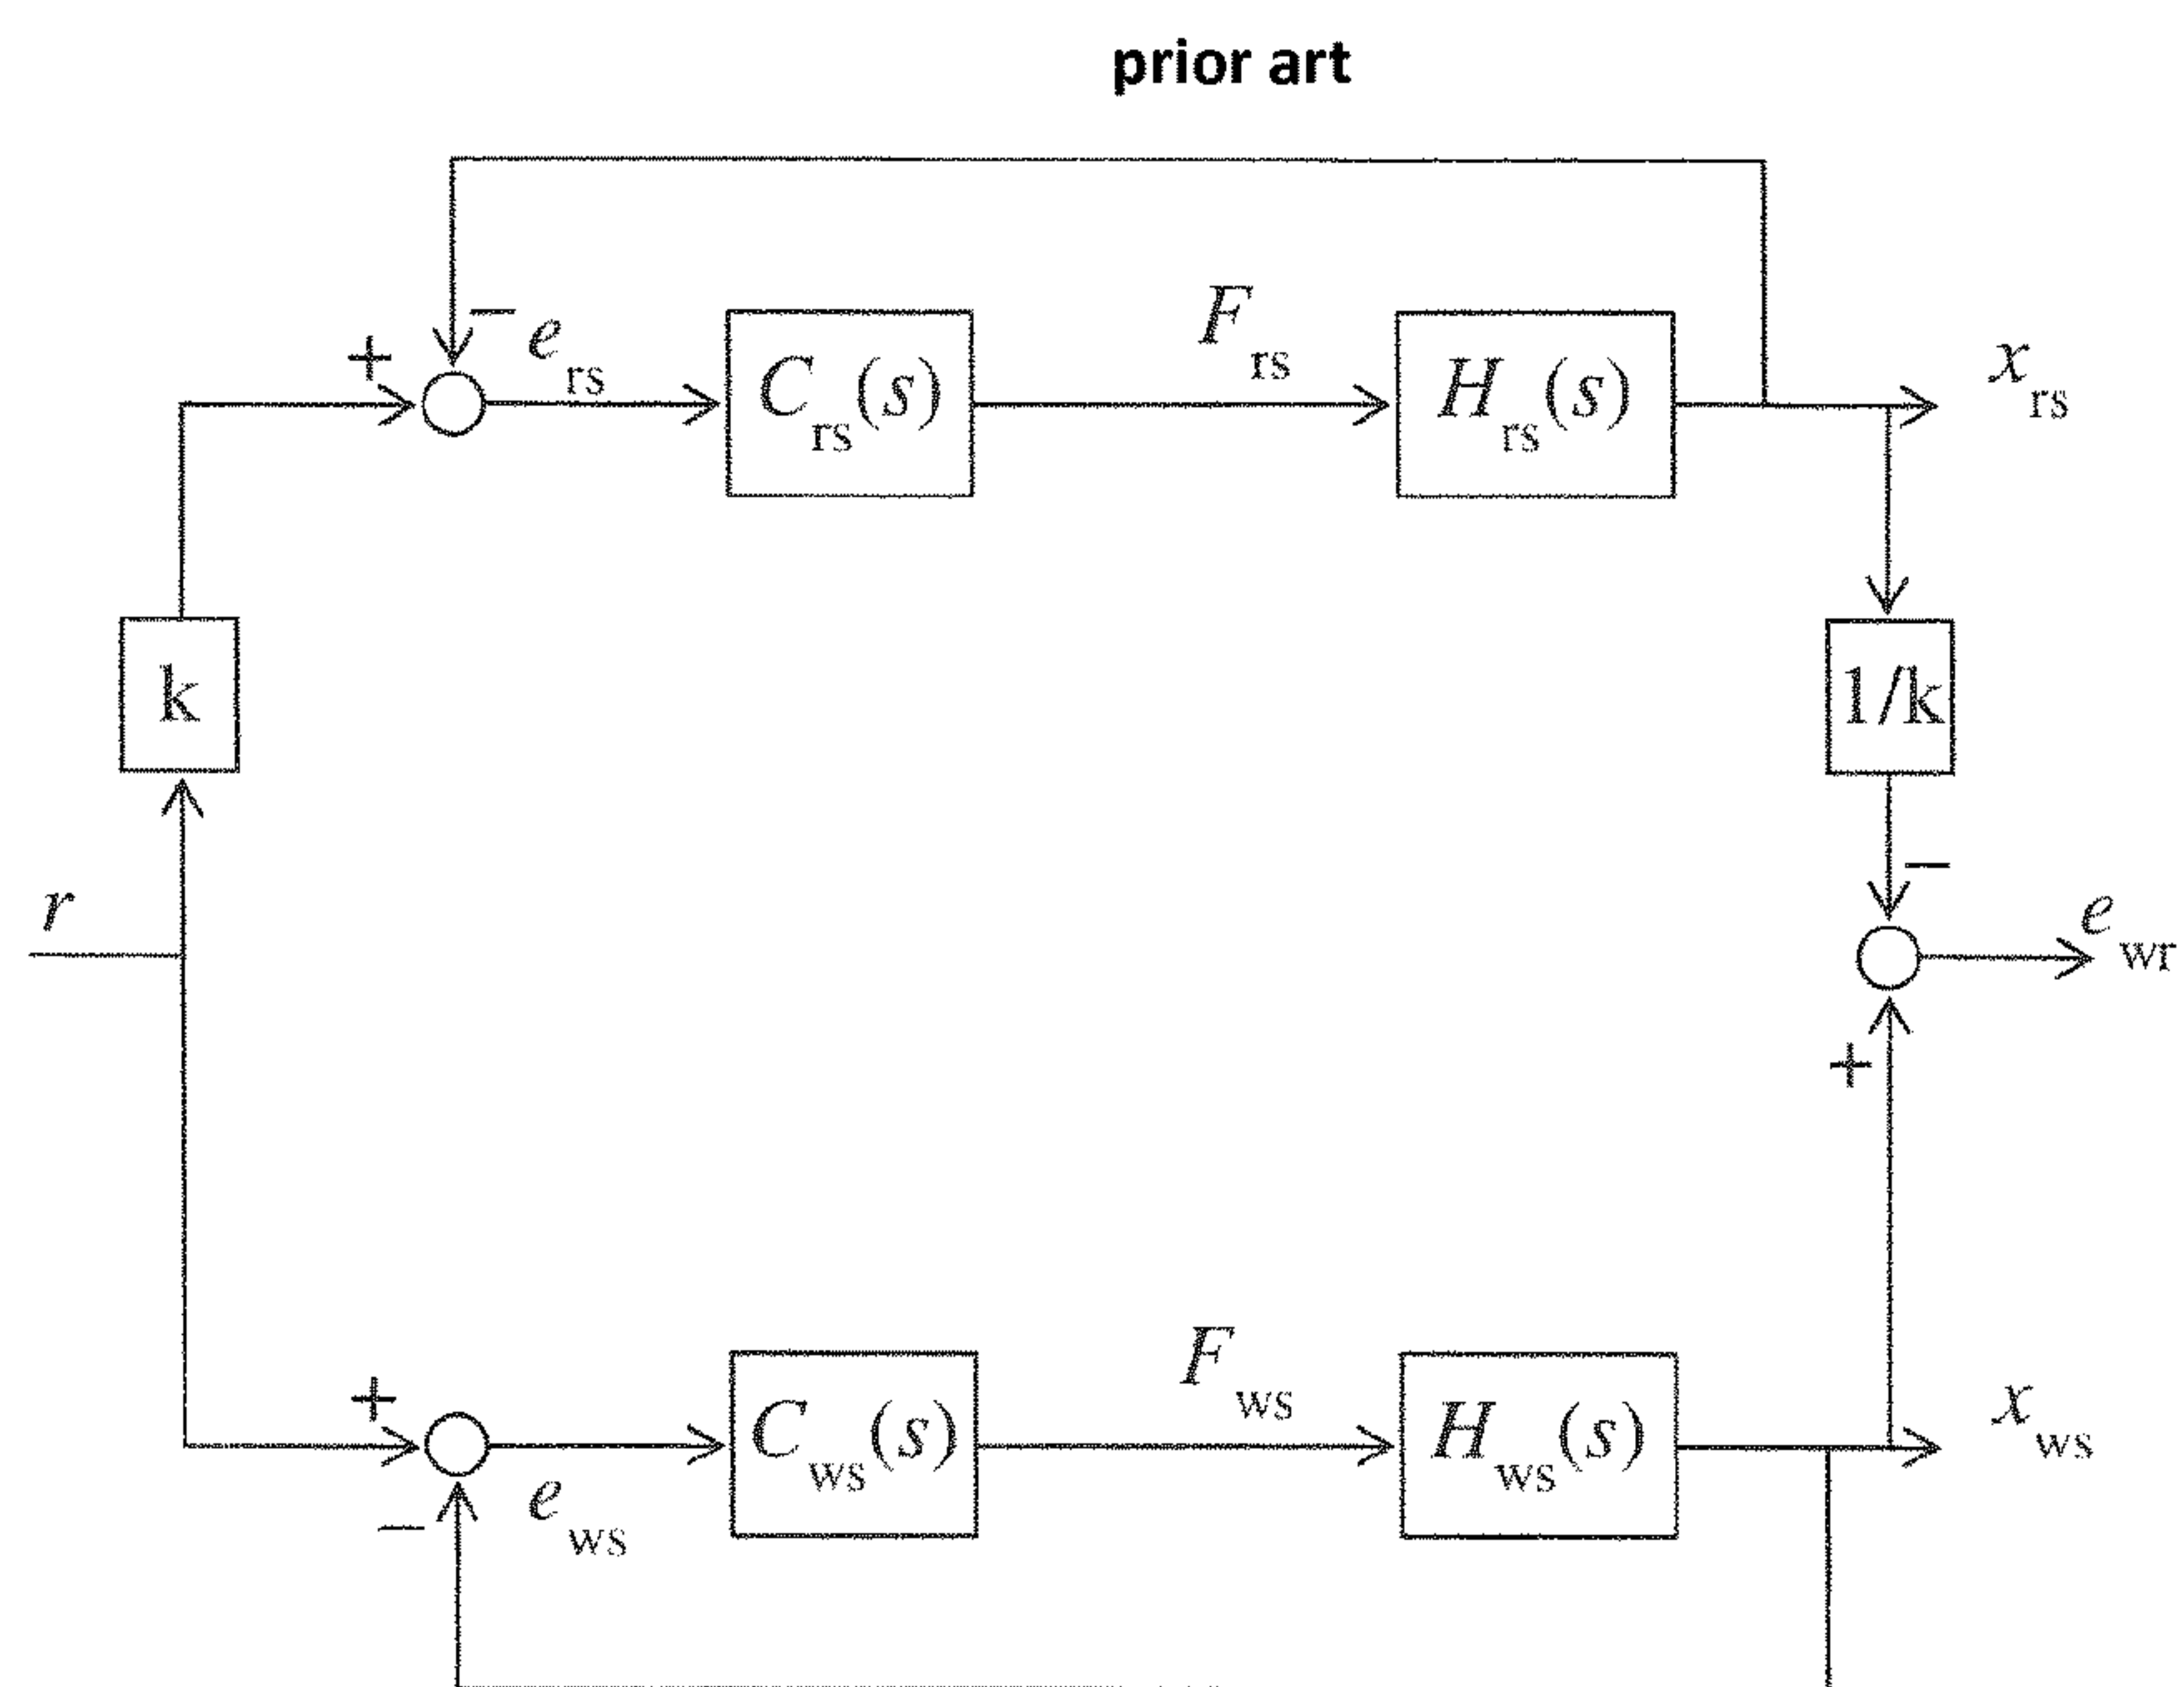 prior art
+ − e_rs C_rs(s) F_rs H_rs(s) x_rs
k 1/k
r − e_wr
+
+ C_ws(s) F_ws H_ws(s) x_ws
− e_ws